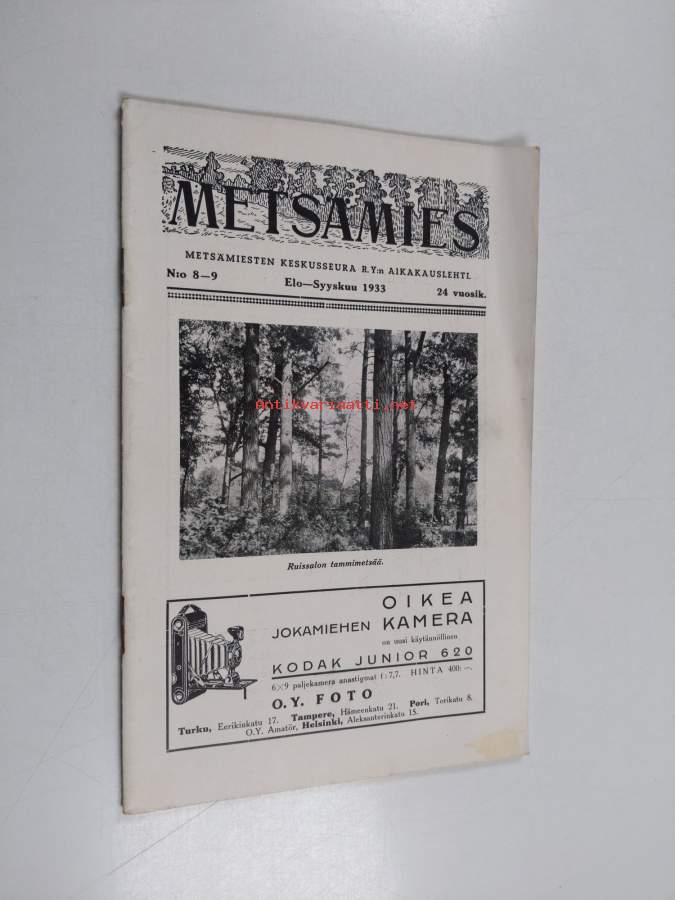 METSÄMIES
METSÄMIESTEN KESKUSSEURA R.Y:n AIKAKAUSLEHTI.
N:o 8—9 Elo—Syyskuu 1933 24 vuosik.
Antikvariaatti.net
Ruissalon tammimetsää.
OIKEA
JOKAMIEHEN KAMERA
on uusi käytännöllinen
KODAK JUNIOR 620
6×9 paljekamera anastigmat f:7,7. HINTA 400:—.
O.Y. FOTO
Turku, Eerikinkatu 17. Tampere, Hämeenkatu 21. Pori, Torikatu 8.
O.Y. Amatör, Helsinki, Aleksanterinkatu 15.